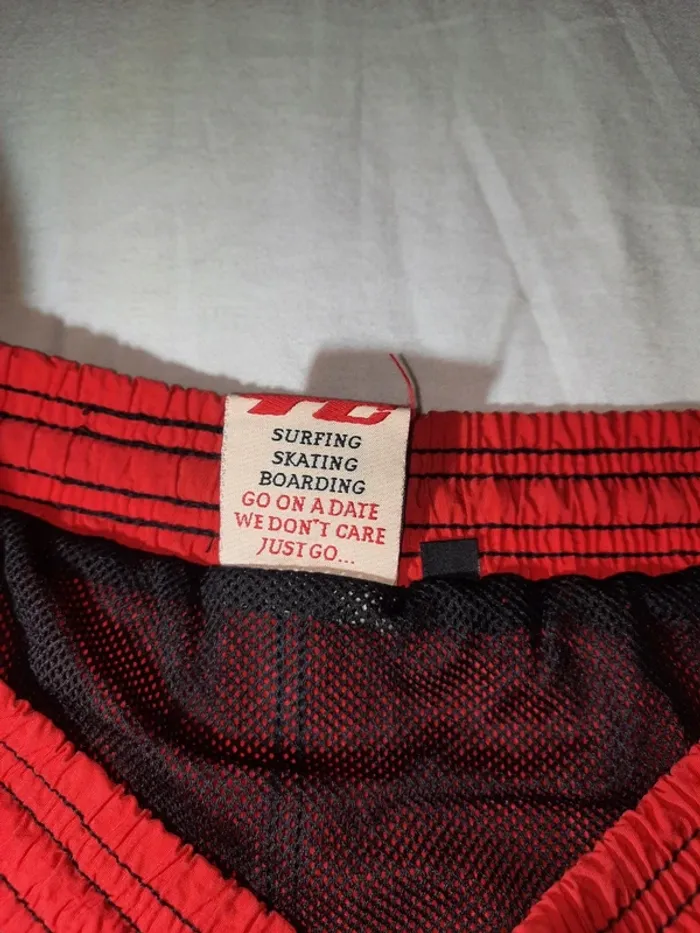 SURFING
SKATING
BOARDING
GO ON A DATE
WE DON'T CARE
JUST GO...